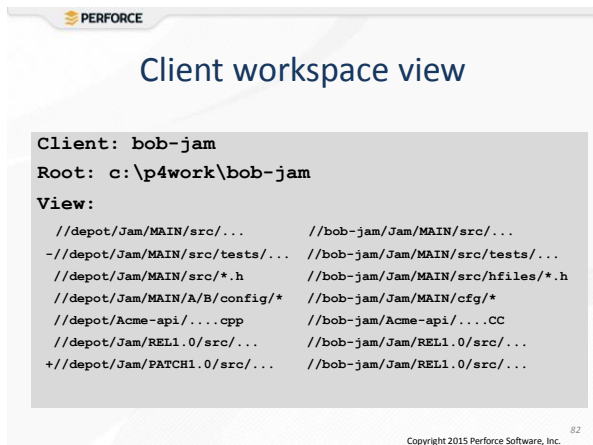 PERFORCE
Client workspace view
Client: bob-jam
Root: c:\p4work\bob-jam
View:
//depot/Jam/MAIN/src/... //bob-jam/Jam/MAIN/src/...
-//depot/Jam/MAIN/src/tests/... //bob-jam/Jam/MAIN/src/tests/...
//depot/Jam/MAIN/src/*.h //bob-jam/Jam/MAIN/src/hfiles/*.h
//depot/Jam/MAIN/A/B/config/* //bob-jam/Jam/MAIN/cfg/*
//depot/Acme-api/....cpp //bob-jam/Acme-api/....CC
//depot/Jam/REL1.0/src/... //bob-jam/Jam/REL1.0/src/...
+//depot/Jam/PATCH1.0/src/... //bob-jam/Jam/REL1.0/src/...
82
Copyright 2015 Perforce Software, Inc.